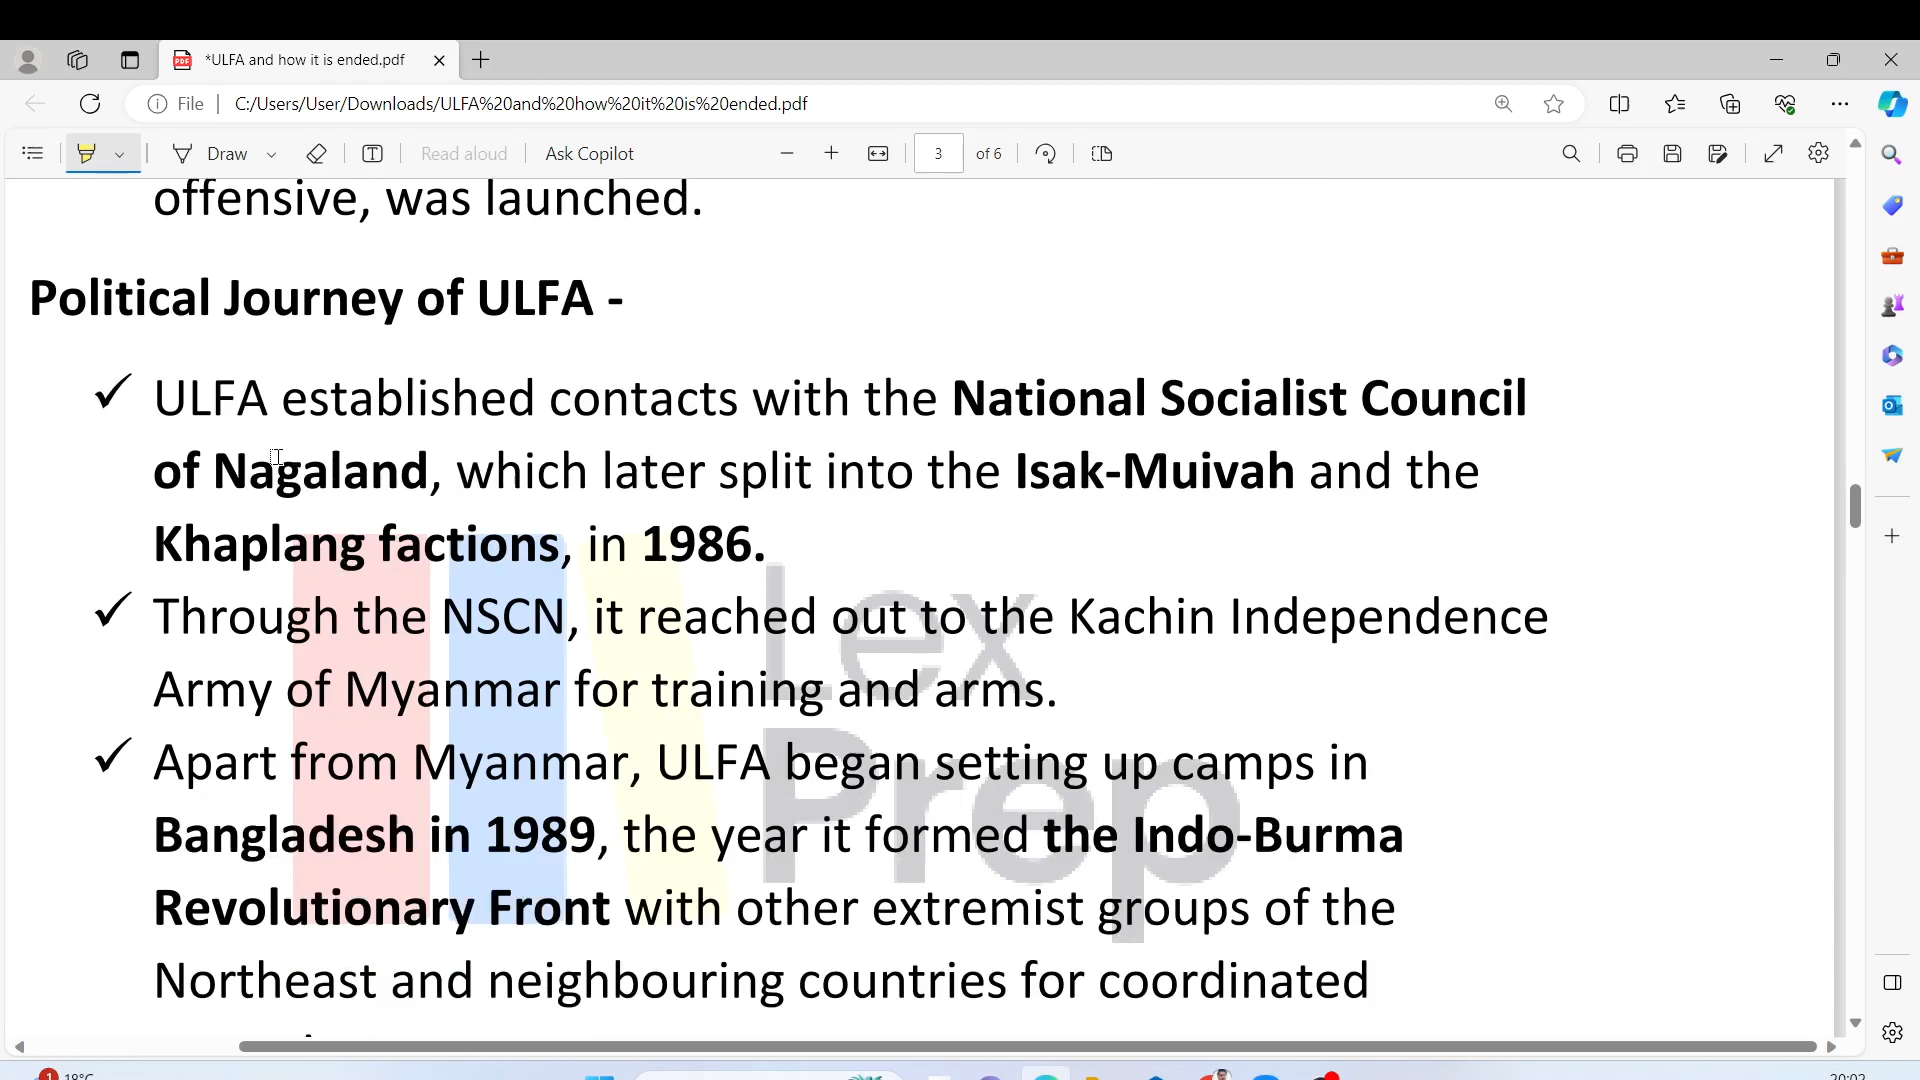 *ULFA and how it is ended.pdf
File
C:/Users/User/Downloads/ULFA%20and%20how%20it%20is%20ended.pdf
Draw
Read aloud
Ask Copilot
3
of 6
offensive, was launched.
Political Journey of ULFA -
✓ ULFA established contacts with the National Socialist Council
of Nagaland, which later split into the Isak-Muivah and the
Khaplang factions, in 1986.
✓ Through the NSCN, it reached out to the Kachin Independence
Army of Myanmar for training and arms.
✓ Apart from Myanmar, ULFA began setting up camps in
Bangladesh in 1989, the year it formed the Indo-Burma
Revolutionary Front with other extremist groups of the
Northeast and neighbouring countries for coordinated
Lex
Prep
1
18°C
20:02